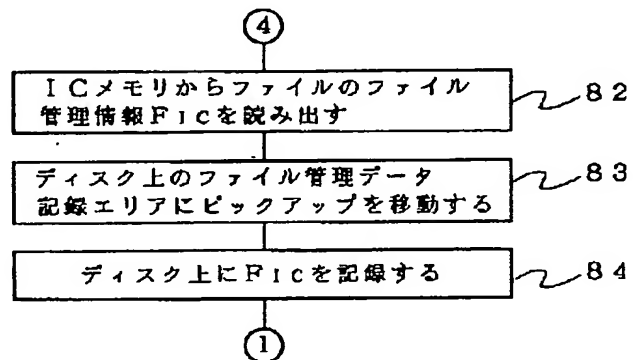 ④
ICメモリからファイルのファイル
管理情報FICを読み出す
82
ディスク上のファイル管理データ
記録エリアにピックアップを移動する
83
ディスク上にFICを記録する
84
①